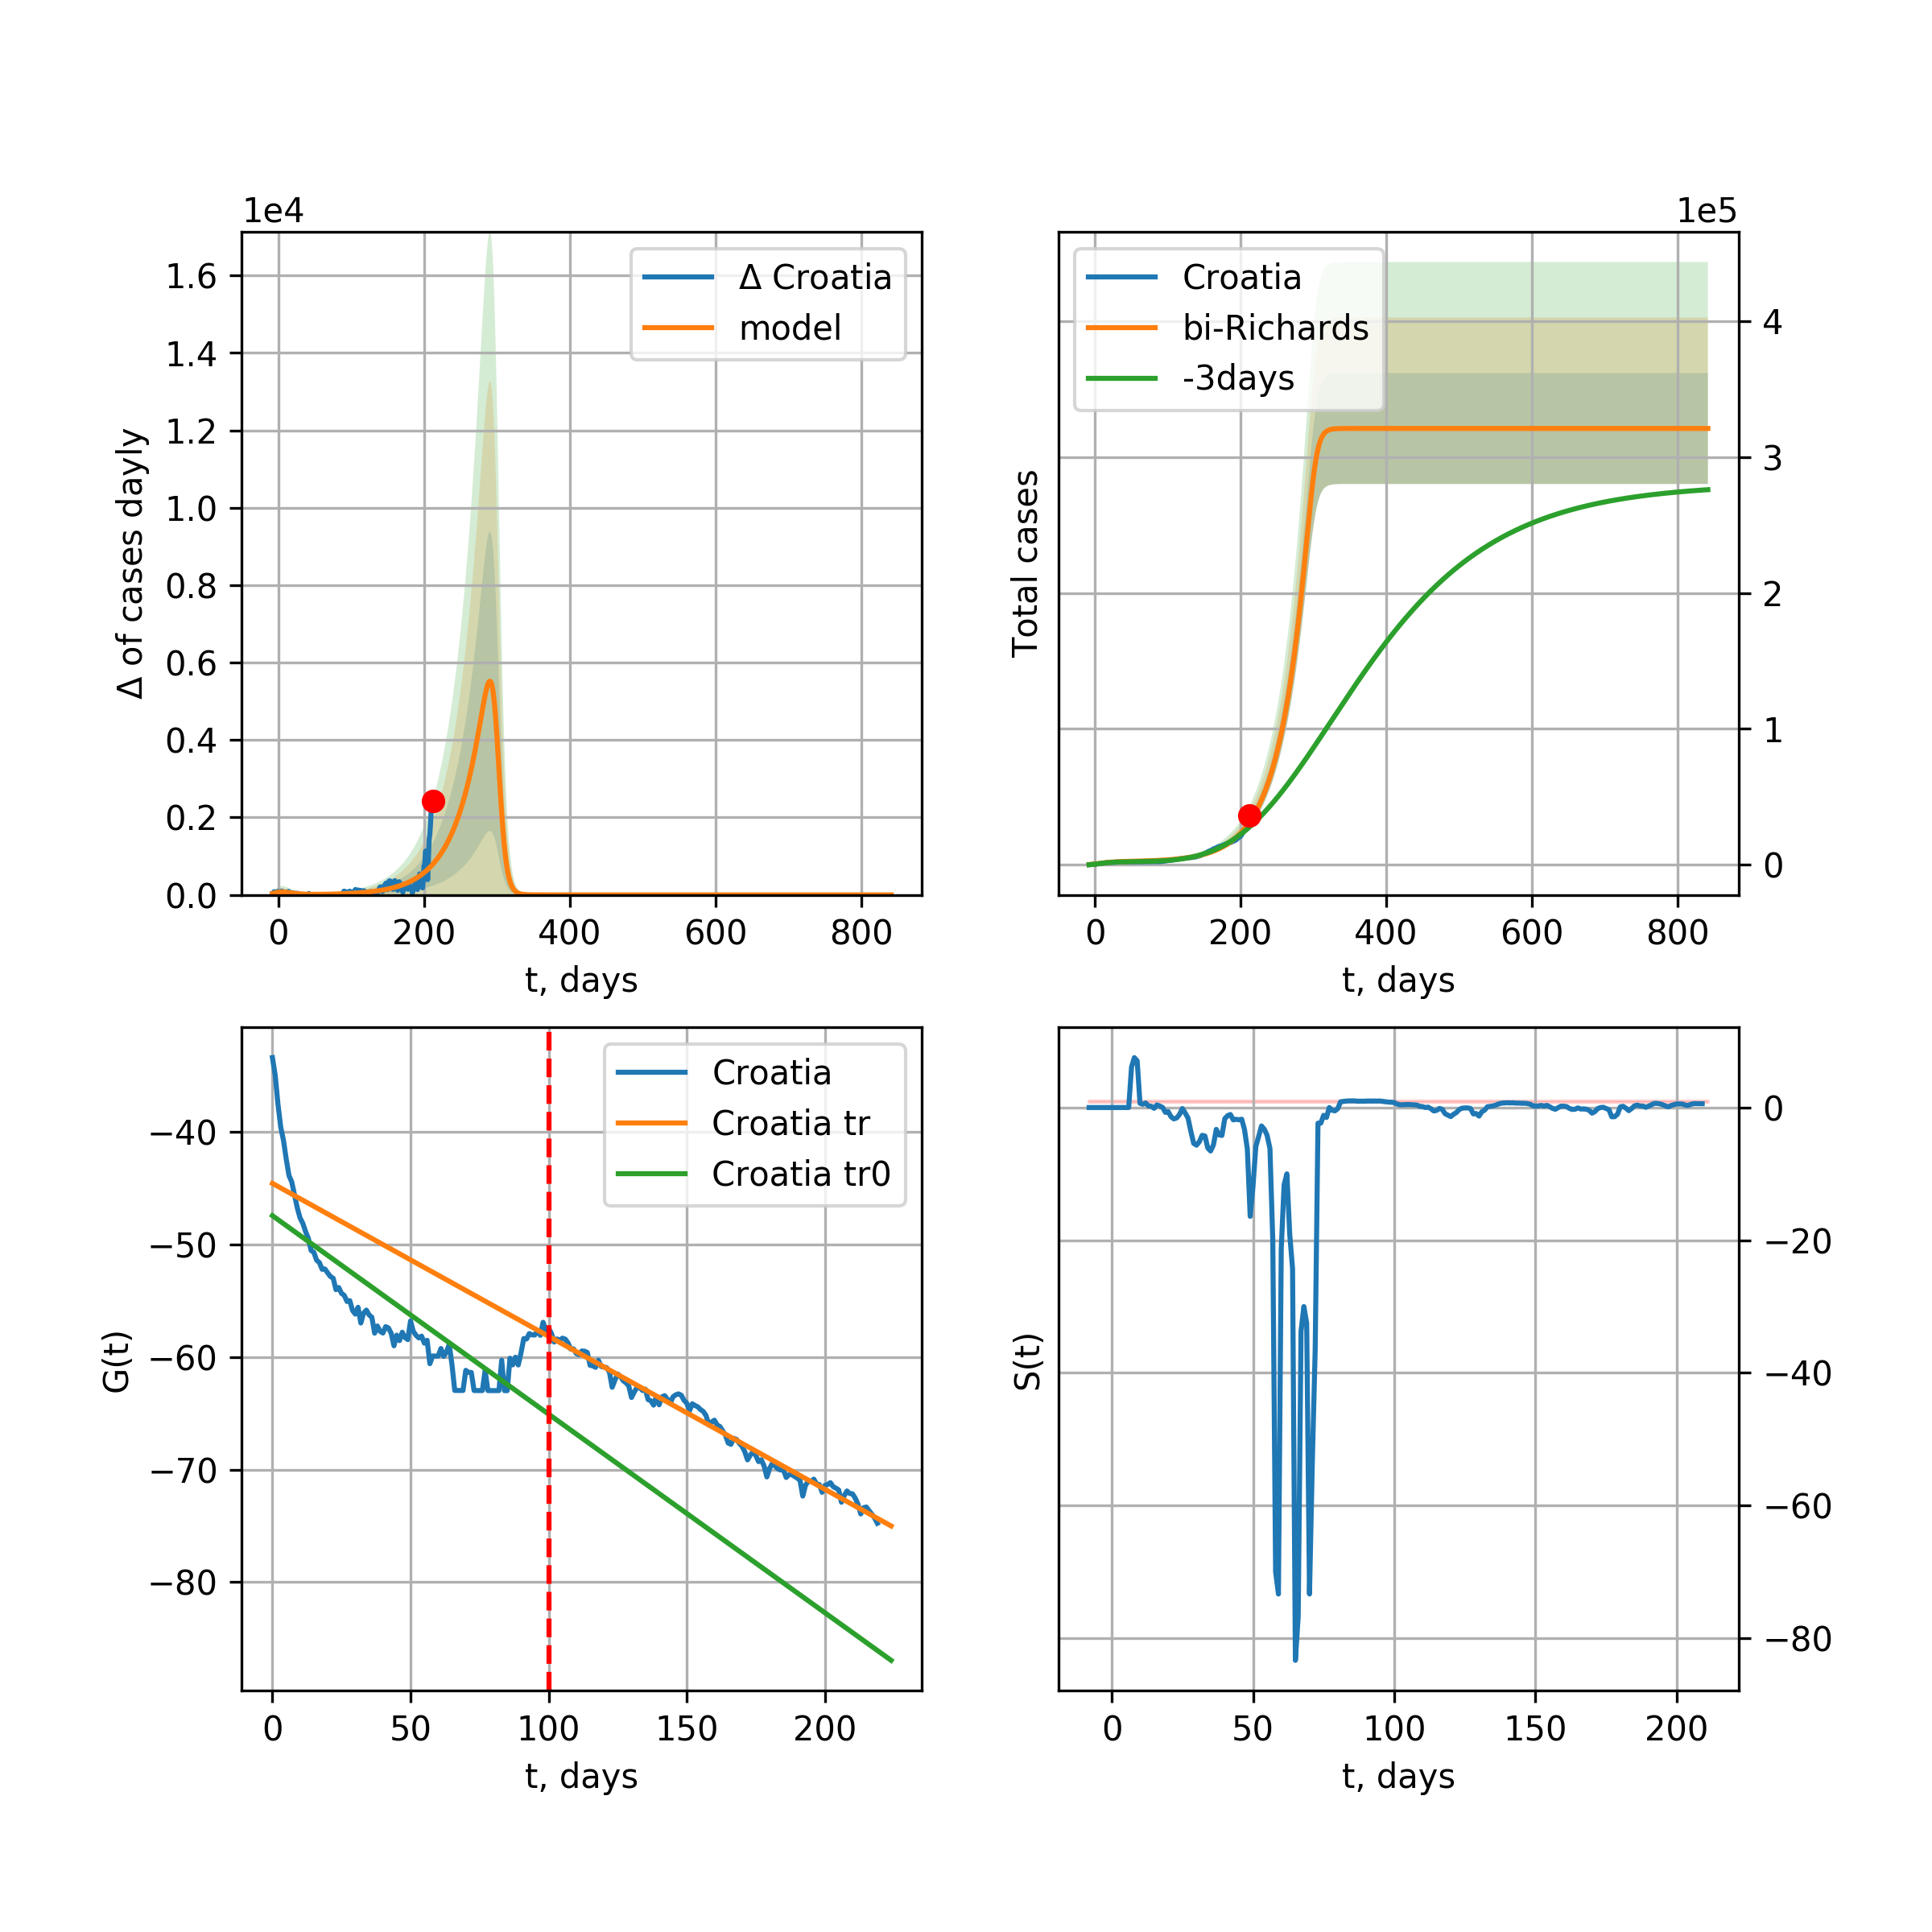 1e4
Δ of cases dayly
1.6
1.4
1.2
1.0
0.8
0.6
0.4
0.2
0.0
0 200 400 600 800
t, days
Δ Croatia
model
1e5
Total cases
4
3
2
1
0
0 200 400 600 800
t, days
Croatia
bi-Richards
-3days
G(t)
−40
−50
−60
−70
−80
0 50 100 150 200
t, days
Croatia
Croatia tr
Croatia tr0
S(t)
0
−20
−40
−60
−80
0 50 100 150 200
t, days